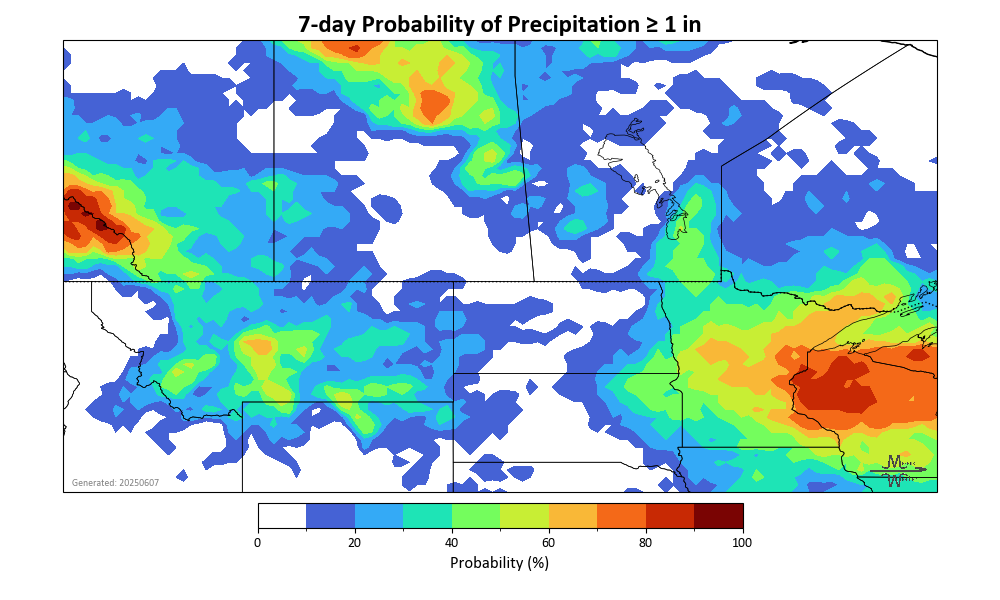 7-day Probability of Precipitation ≥ 1 in
Generated: 20250607
0 20 40 60 80 100
Probability (%)